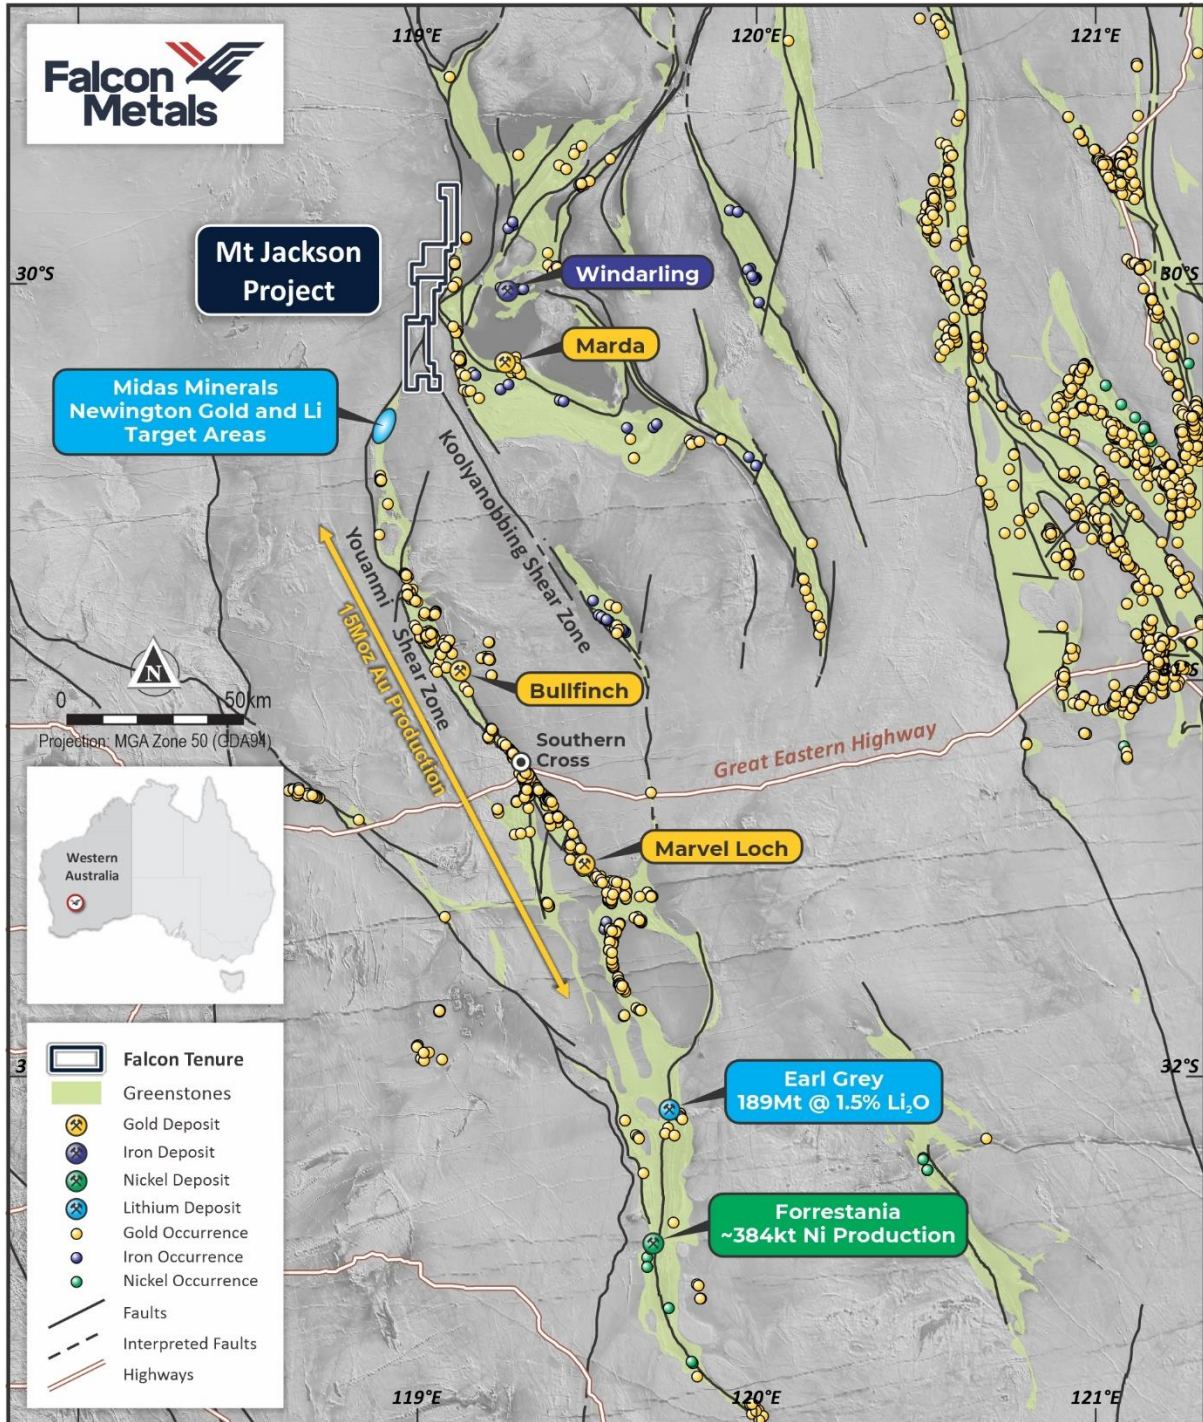 Falcon
Metals
119°E
120°E
121°E
Mt Jackson
Project
30°S
30°S
Windarling
Marda
Midas Minerals
Newington Gold and Li
Target Areas
Koolyanobbing Shear Zone
Youanmi
Shear Zone
15Moz Au Production
Bullfinch
31°S
N
0
50km
Projection: MGA Zone 50 (GDA94)
Southern
Cross
Great Eastern Highway
Marvel Loch
Western
Australia
Falcon Tenure
Greenstones
Gold Deposit
Iron Deposit
Nickel Deposit
Lithium Deposit
Gold Occurrence
Iron Occurrence
Nickel Occurrence
Faults
Interpreted Faults
Highways
32°S
Earl Grey
189Mt @ 1.5% Li₂O
Forrestania
~384kt Ni Production
119°E
120°E
121°E